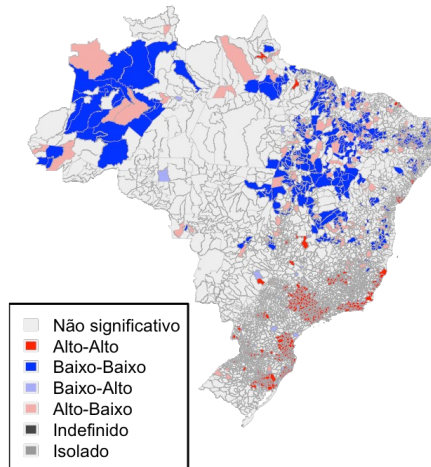 Não significativo
Alto-Alto
Baixo-Baixo
Baixo-Alto
Alto-Baixo
Indefinido
Isolado